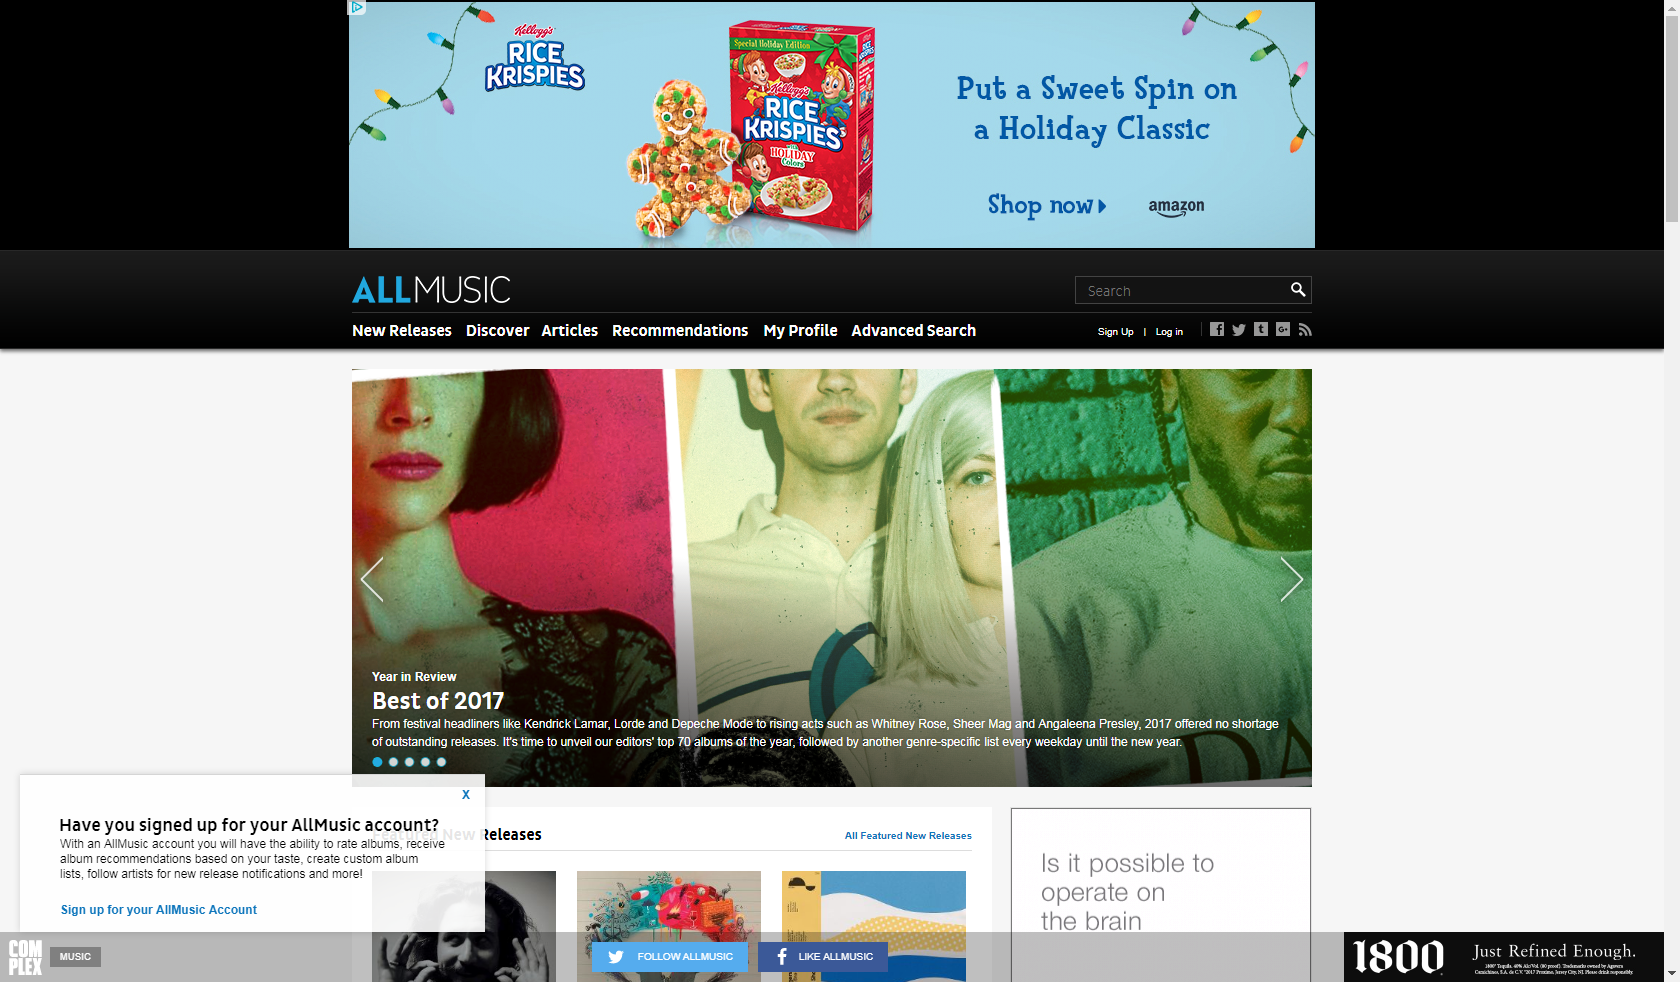 Kellogg's
RICE
KRISPIES
Special Holiday Edition
Kellogg's
RICE
KRISPIES
with
HOLIDAY
Colors
Put a Sweet Spin on
a Holiday Classic
Shop now
amazon
ALLMUSIC
Search
New Releases Discover Articles Recommendations My Profile Advanced Search
Sign Up | Log in
Year in Review
Best of 2017
From festival headliners like Kendrick Lamar, Lorde and Depeche Mode to rising acts such as Whitney Rose, Sheer Mag and Angaleena Presley, 2017 offered no shortage
of outstanding releases. It's time to unveil our editors' top 70 albums of the year, followed by another genre-specific list every weekday until the new year.
DA
X
Have you signed up for your AllMusic account?
With an AllMusic account you will have the ability to rate albums, receive
album recommendations based on your taste, create custom album
lists, follow artists for new release notifications and more!
Sign up for your AllMusic Account
Featured New Releases
All Featured New Releases
Is it possible to
operate on
the brain
COM
PLEX
MUSIC
FOLLOW ALLMUSIC
LIKE ALLMUSIC
1800
Just Refined Enough.